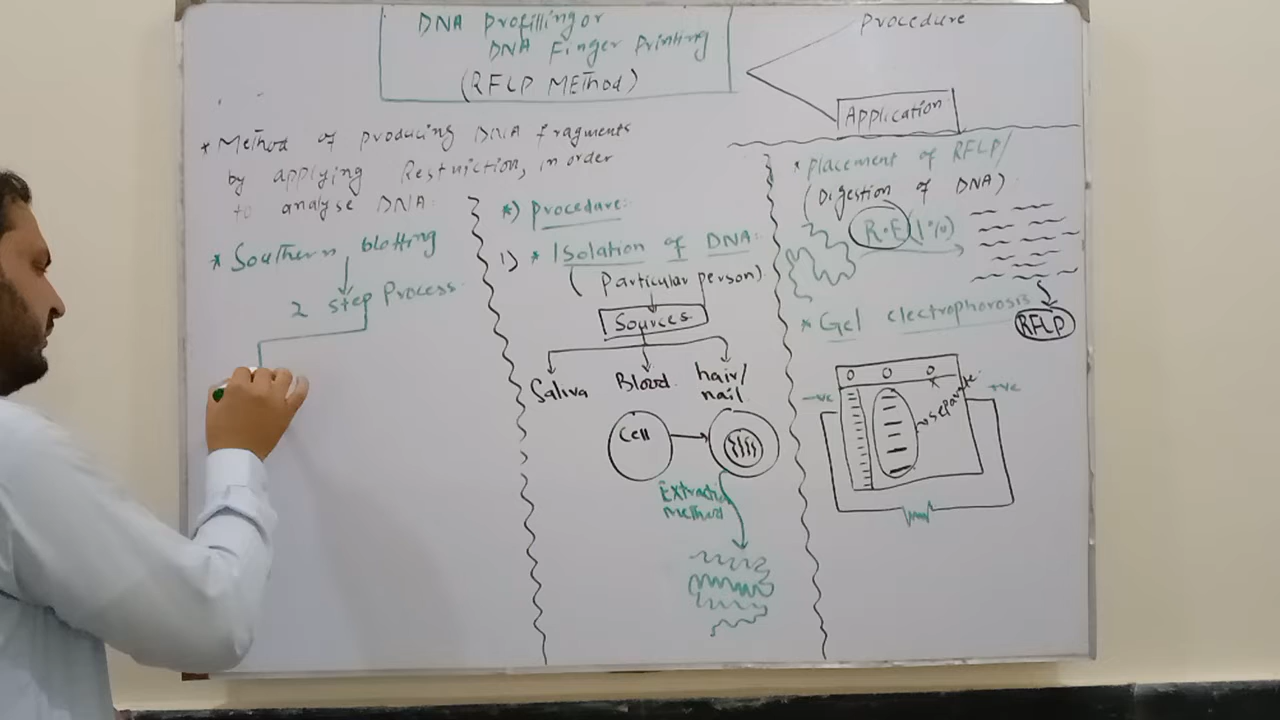 DNA Profilling or
DNA Finger Printing
(RFLP METHOD)
Procedure
Application
* Method of producing DNA fragments
by applying Restriction, in order
to analyse DNA.
* Southern blotting
2 step Process
*) Procedure:
1) * Isolation of DNA:
( Particular person)
Sources
Saliva Blood hair/
nail
Cell
Extractio
method
* Placement of RFLP/
(Digestion of DNA)
R.E (1%)
RFLP
* Gel electrophorosis
-ve
+ve
separate